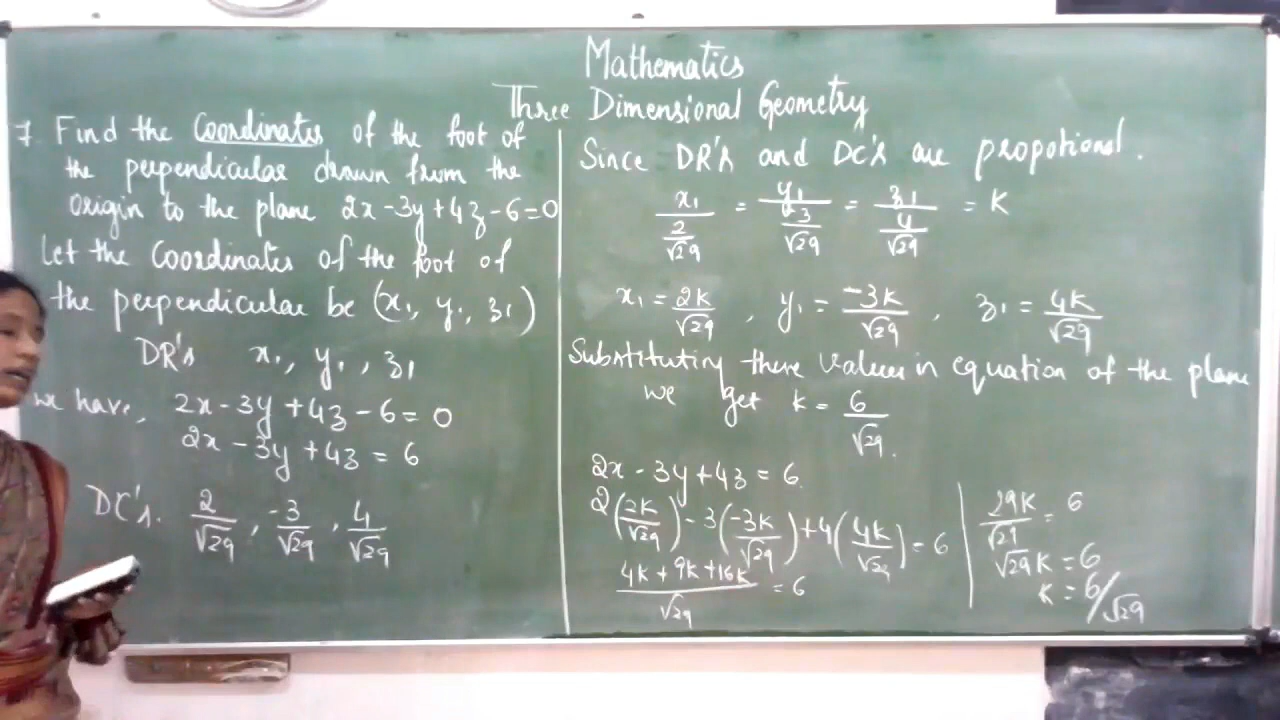 Mathematics
Three Dimensional Geometry
7. Find the Coordinates of the foot of
the perpendicular drawn from the
origin to the plane 2x-3y+4z-6=0
Let the Coordinates of the foot of
the perpendicular be (x₁, y₁, z₁)
DR's x₁, y₁, z₁
We have, 2x-3y+4z-6=0
2x-3y+4z=6
DC's. 2/√29, -3/√29, 4/√29
Since DR's and DC's are propotional.
x₁/(2/√29) = y₁/(-3/√29) = z₁/(4/√29) = K
x₁ = 2K/√29, y₁ = -3K/√29, z₁ = 4K/√29
Substituting these values in equation of the plane
we get K = 6/√29.
2x-3y+4z=6.
2(2K/√29)-3(-3K/√29)+4(4K/√29)=6
(4K+9K+16K)/√29 = 6
29K/√29 = 6
√29K=6
K=6/√29